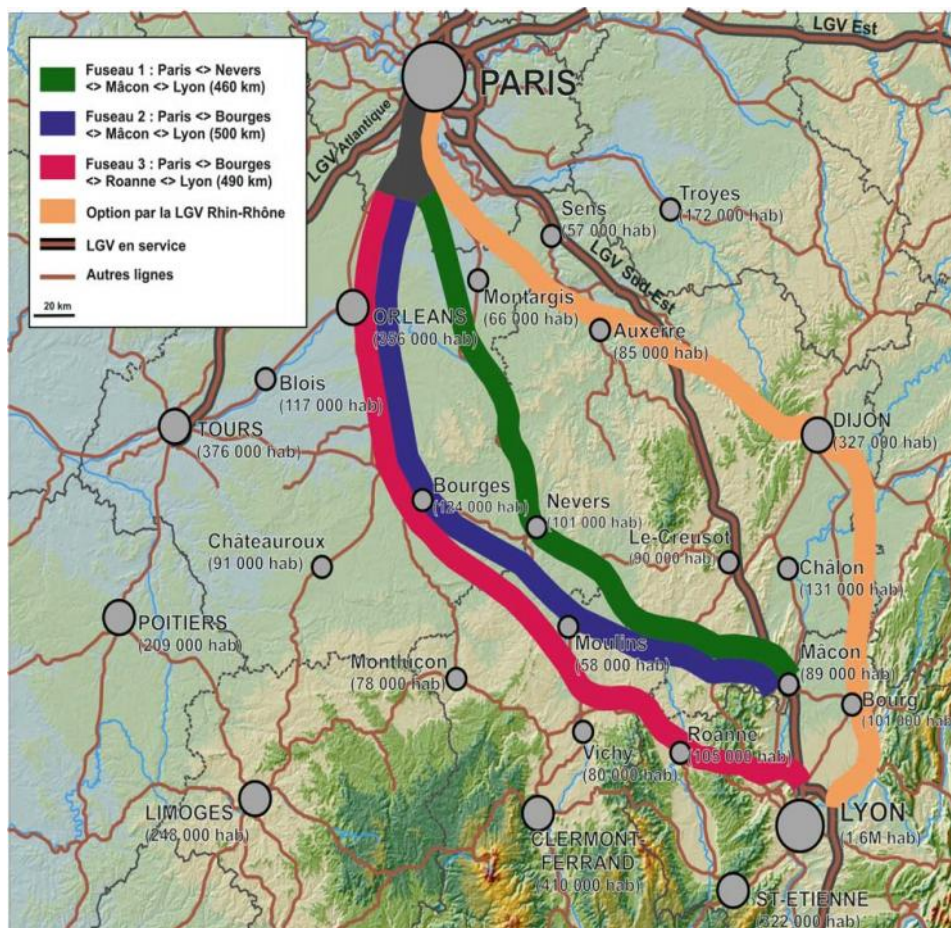 Fuseau 1 : Paris <> Nevers
<> Mâcon <> Lyon (460 km)
Fuseau 2 : Paris <> Bourges
<> Mâcon <> Lyon (500 km)
Fuseau 3 : Paris <> Bourges
<> Roanne <> Lyon (490 km)
Option par la LGV Rhin-Rhône
LGV en service
Autres lignes
20 km
LGV Est
PARIS
LGV Atlantique
Troyes
(172 000 hab)
Sens
(57 000 hab)
LGV Sud-Est
Montargis
(66 000 hab)
ORLEANS
(356 000 hab)
Auxerre
(85 000 hab)
Blois
(117 000 hab)
TOURS
(376 000 hab)
DIJON
(327 000 hab)
Bourges
(124 000 hab)
Nevers
(101 000 hab)
Le-Creusot
(90 000 hab)
Châteauroux
(91 000 hab)
Châlon
(131 000 hab)
POITIERS
(209 000 hab)
Moulins
(58 000 hab)
Mâcon
(89 000 hab)
Montluçon
(78 000 hab)
Bourg
(101 000 hab)
Roanne
(105 000 hab)
Vichy
(80 000 hab)
LIMOGES
(248 000 hab)
LYON
(1,6M hab)
CLERMONT-
FERRAND
(410 000 hab)
ST-ETIENNE
(322 000 hab)